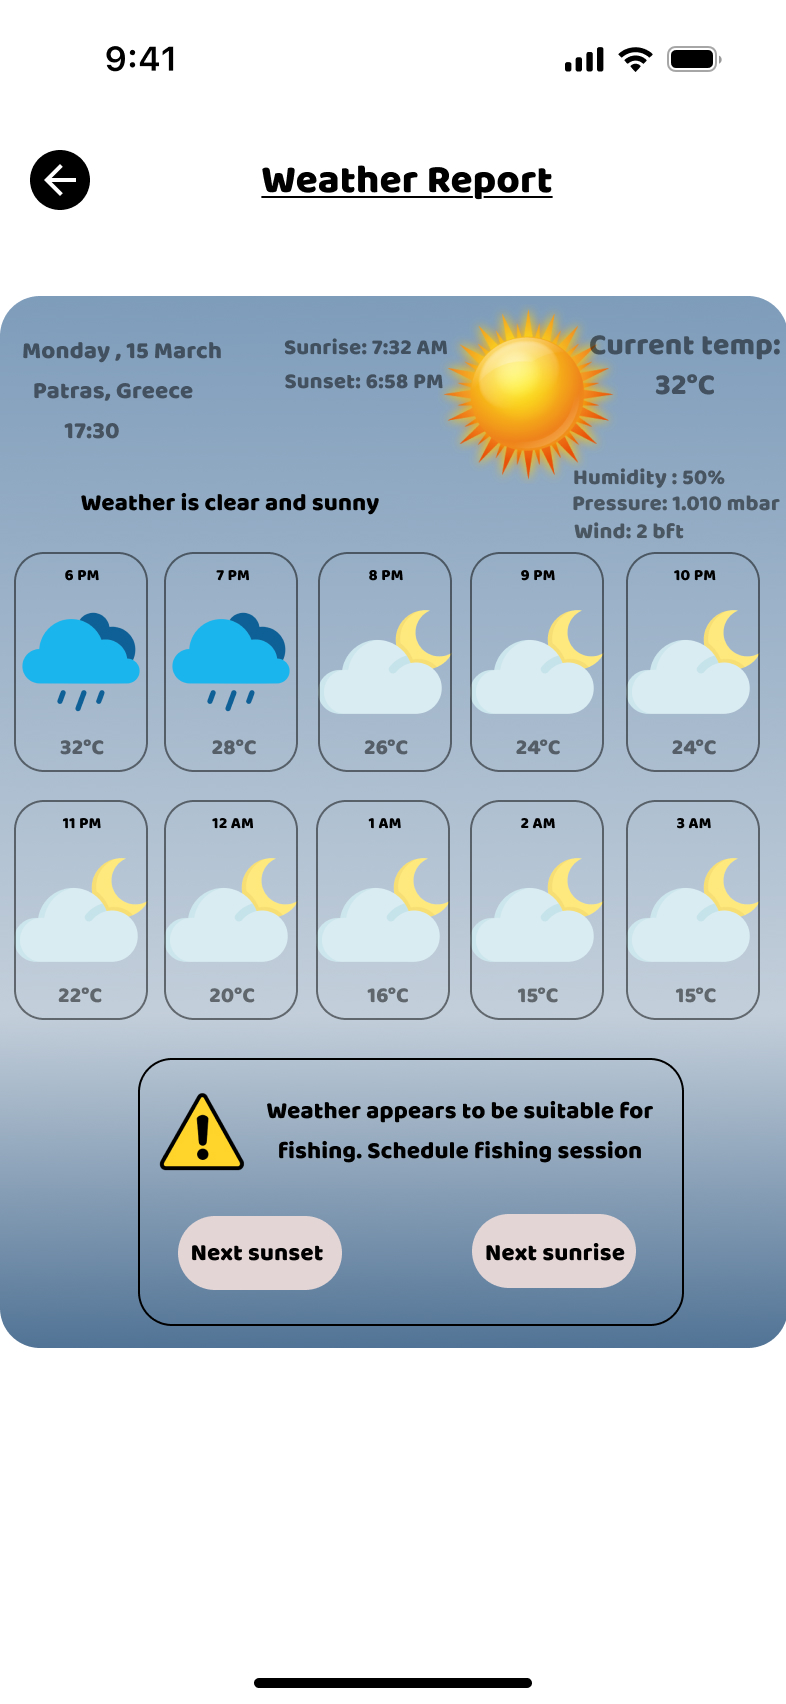 9:41
Weather Report
Monday , 15 March
Patras, Greece
17:30
Sunrise: 7:32 AM
Sunset: 6:58 PM
Current temp:
32°C
Humidity : 50%
Pressure: 1.010 mbar
Wind: 2 bft
Weather is clear and sunny
6 PM
7 PM
8 PM
9 PM
10 PM
32°C
28°C
26°C
24°C
24°C
11 PM
12 AM
1 AM
2 AM
3 AM
22°C
20°C
16°C
15°C
15°C
Weather appears to be suitable for
fishing. Schedule fishing session
Next sunset
Next sunrise